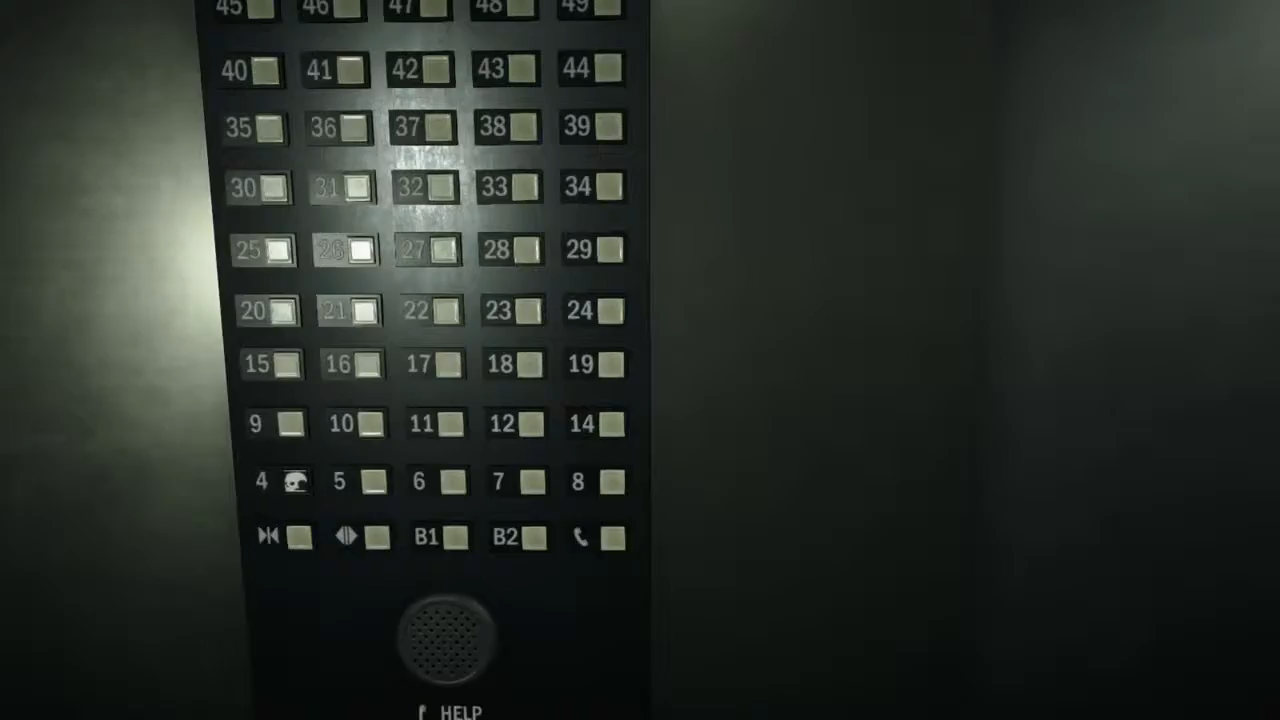 45 46 47 48 49
40 41 42 43 44
35 36 37 38 39
30 31 32 33 34
25 26 27 28 29
20 21 22 23 24
15 16 17 18 19
9 10 11 12 14
4 5 6 7 8
B1 B2
HELP